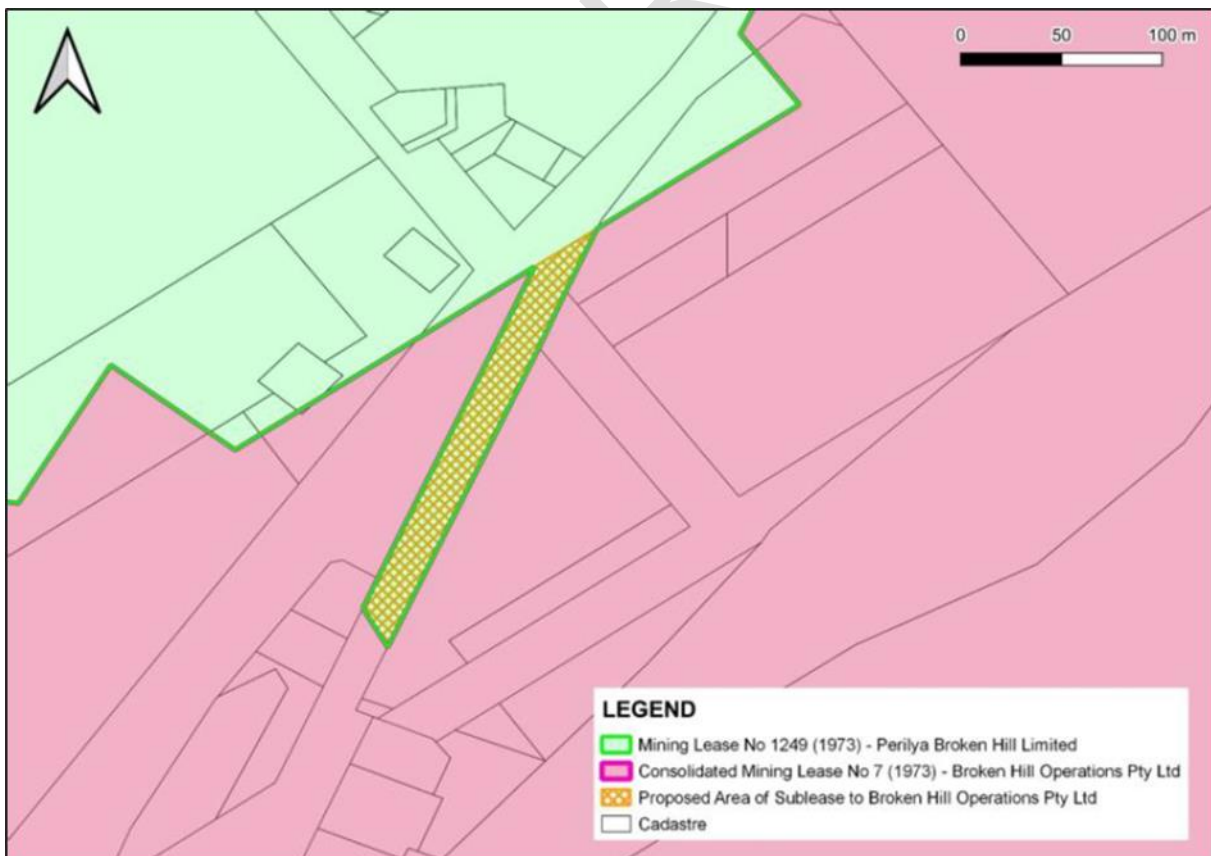 0 50 100 m
LEGEND
Mining Lease No 1249 (1973) - Perilya Broken Hill Limited
Consolidated Mining Lease No 7 (1973) - Broken Hill Operations Pty Ltd
Proposed Area of Sublease to Broken Hill Operations Pty Ltd
Cadastre